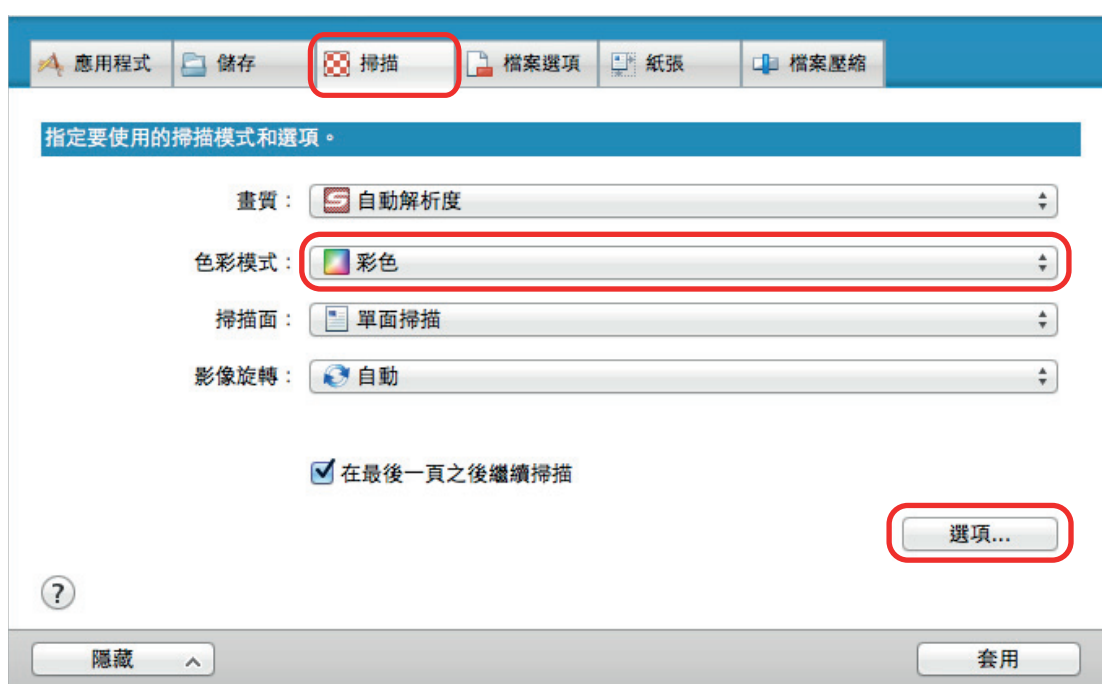 應用程式 儲存 掃描 檔案選項 紙張 檔案壓縮
指定要使用的掃描模式和選項。
畫質： 自動解析度
色彩模式： 彩色
掃描面： 單面掃描
影像旋轉： 自動
在最後一頁之後繼續掃描
選項...
?
隱藏 套用